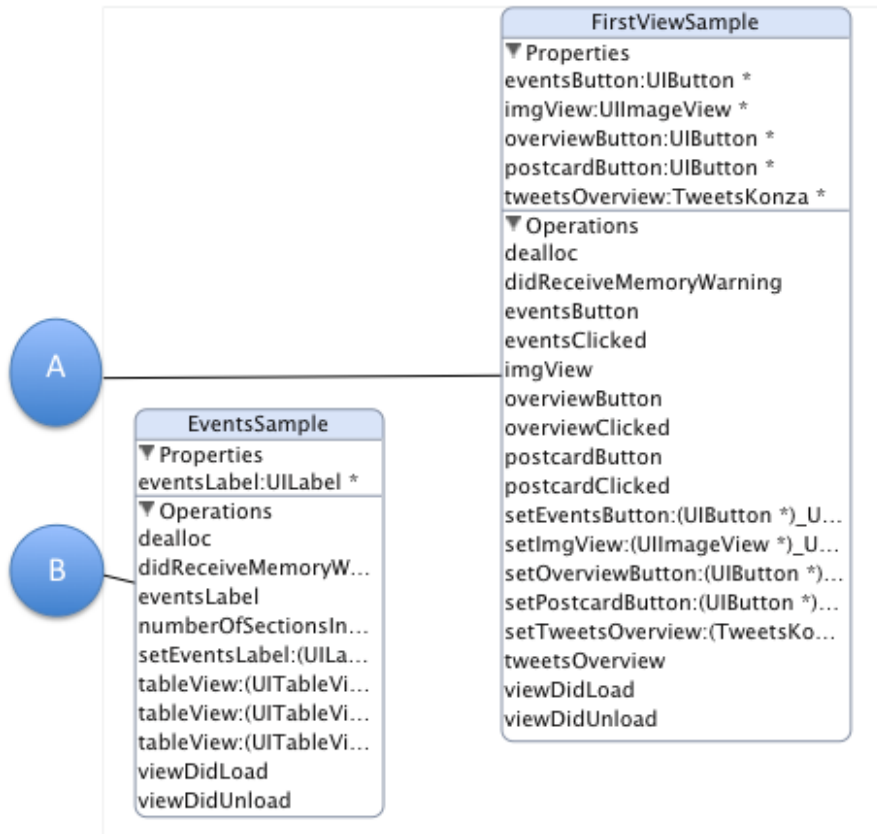 FirstViewSample
Properties
eventsButton:UIButton *
imgView:UIImageView *
overviewButton:UIButton *
postcardButton:UIButton *
tweetsOverview:TweetsKonza *
Operations
dealloc
didReceiveMemoryWarning
eventsButton
eventsClicked
imgView
overviewButton
overviewClicked
postcardButton
postcardClicked
setEventsButton:(UIButton *)_U...
setImgView:(UIImageView *)_U...
setOverviewButton:(UIButton *)...
setPostcardButton:(UIButton *)...
setTweetsOverview:(TweetsKo...
tweetsOverview
viewDidLoad
viewDidUnload
A
EventsSample
Properties
eventsLabel:UILabel *
Operations
dealloc
didReceiveMemoryW...
eventsLabel
numberOfSectionsIn...
setEventsLabel:(UILa...
tableView:(UITableVi...
tableView:(UITableVi...
tableView:(UITableVi...
viewDidLoad
viewDidUnload
B